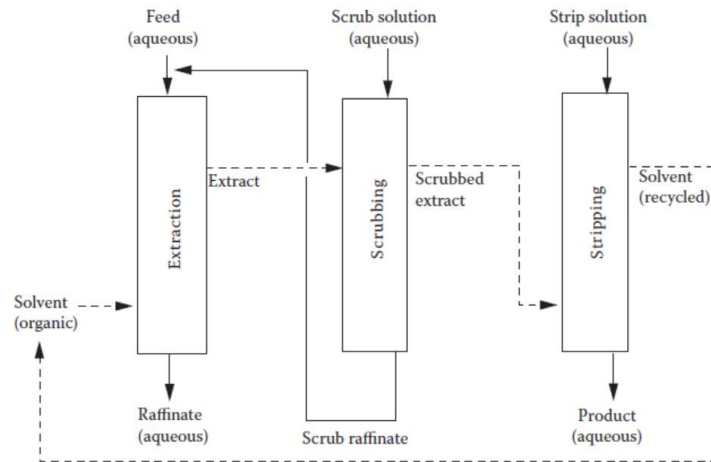 Feed
(aqueous)
Scrub solution
(aqueous)
Strip solution
(aqueous)
Extraction
Extract
Scrubbing
Scrubbed
extract
Stripping
Solvent
(recycled)
Solvent
(organic)
Raffinate
(aqueous)
Scrub raffinate
Product
(aqueous)